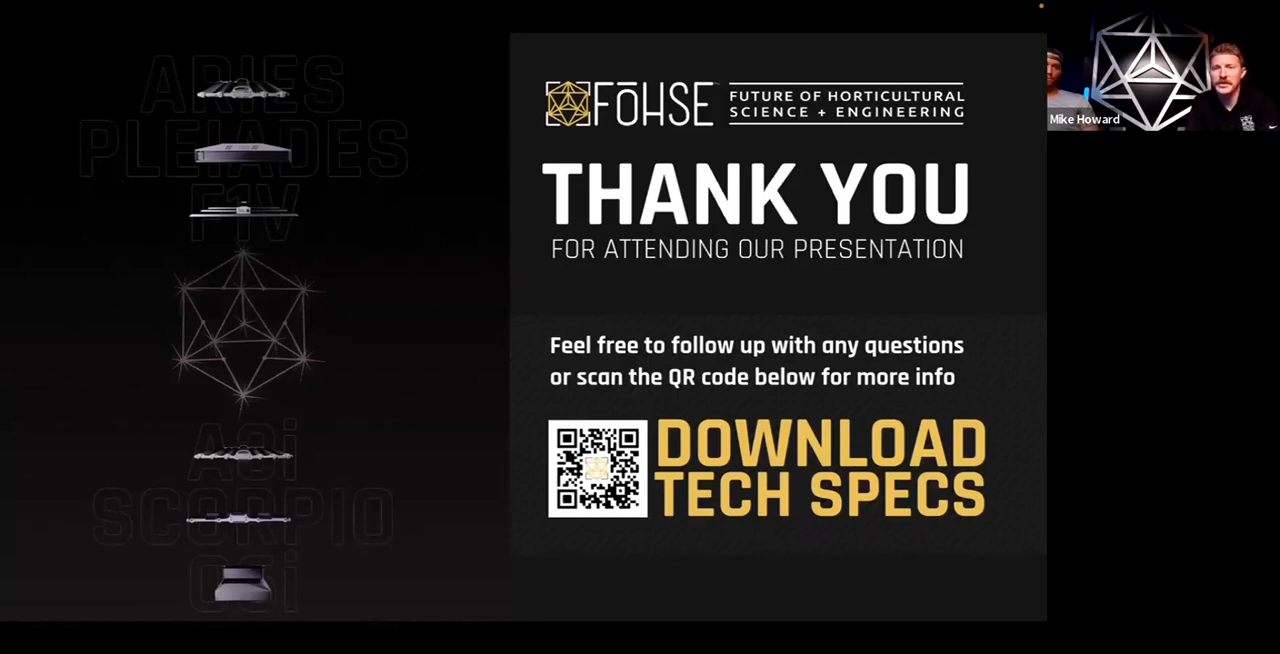 ARIES
PLEIADES
F1V
A3i
SCORPIO
O3i
FŌHSE™
FUTURE OF HORTICULTURAL
SCIENCE + ENGINEERING
THANK YOU
FOR ATTENDING OUR PRESENTATION
Feel free to follow up with any questions
or scan the QR code below for more info
DOWNLOAD
TECH SPECS
Mike Howard